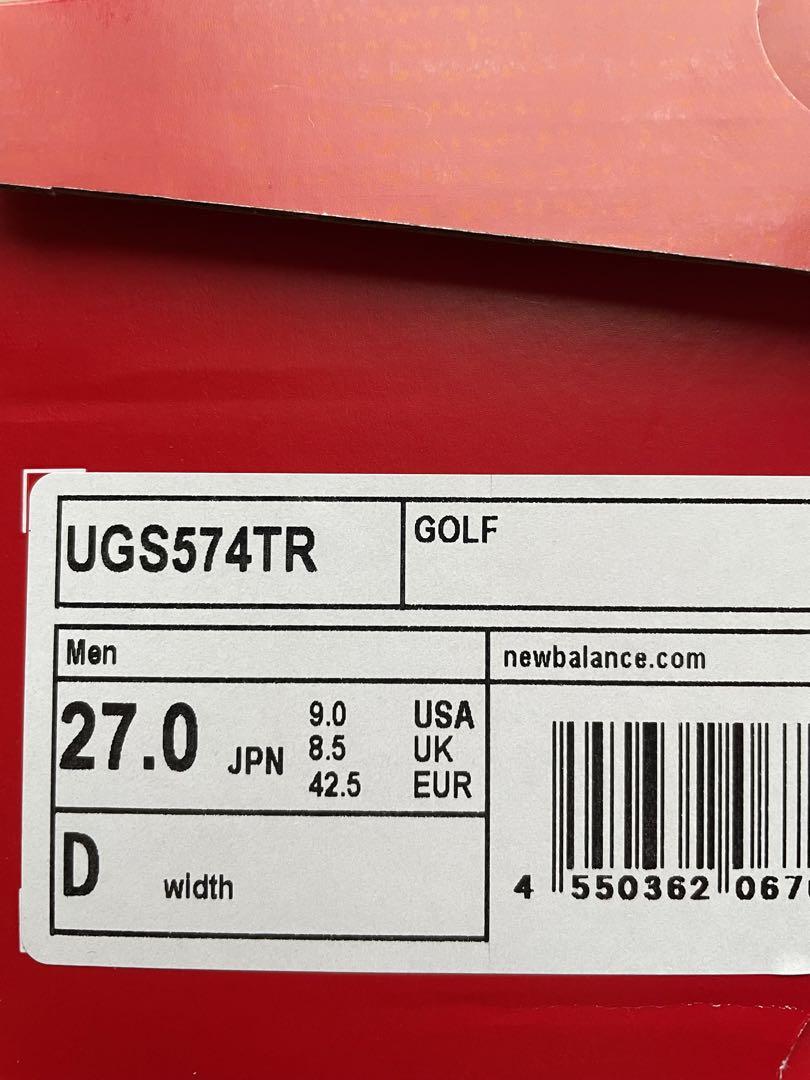 UGS574TR
GOLF
Men
newbalance.com
27.0 JPN
9.0 USA
8.5 UK
42.5 EUR
D width
4 550362 067